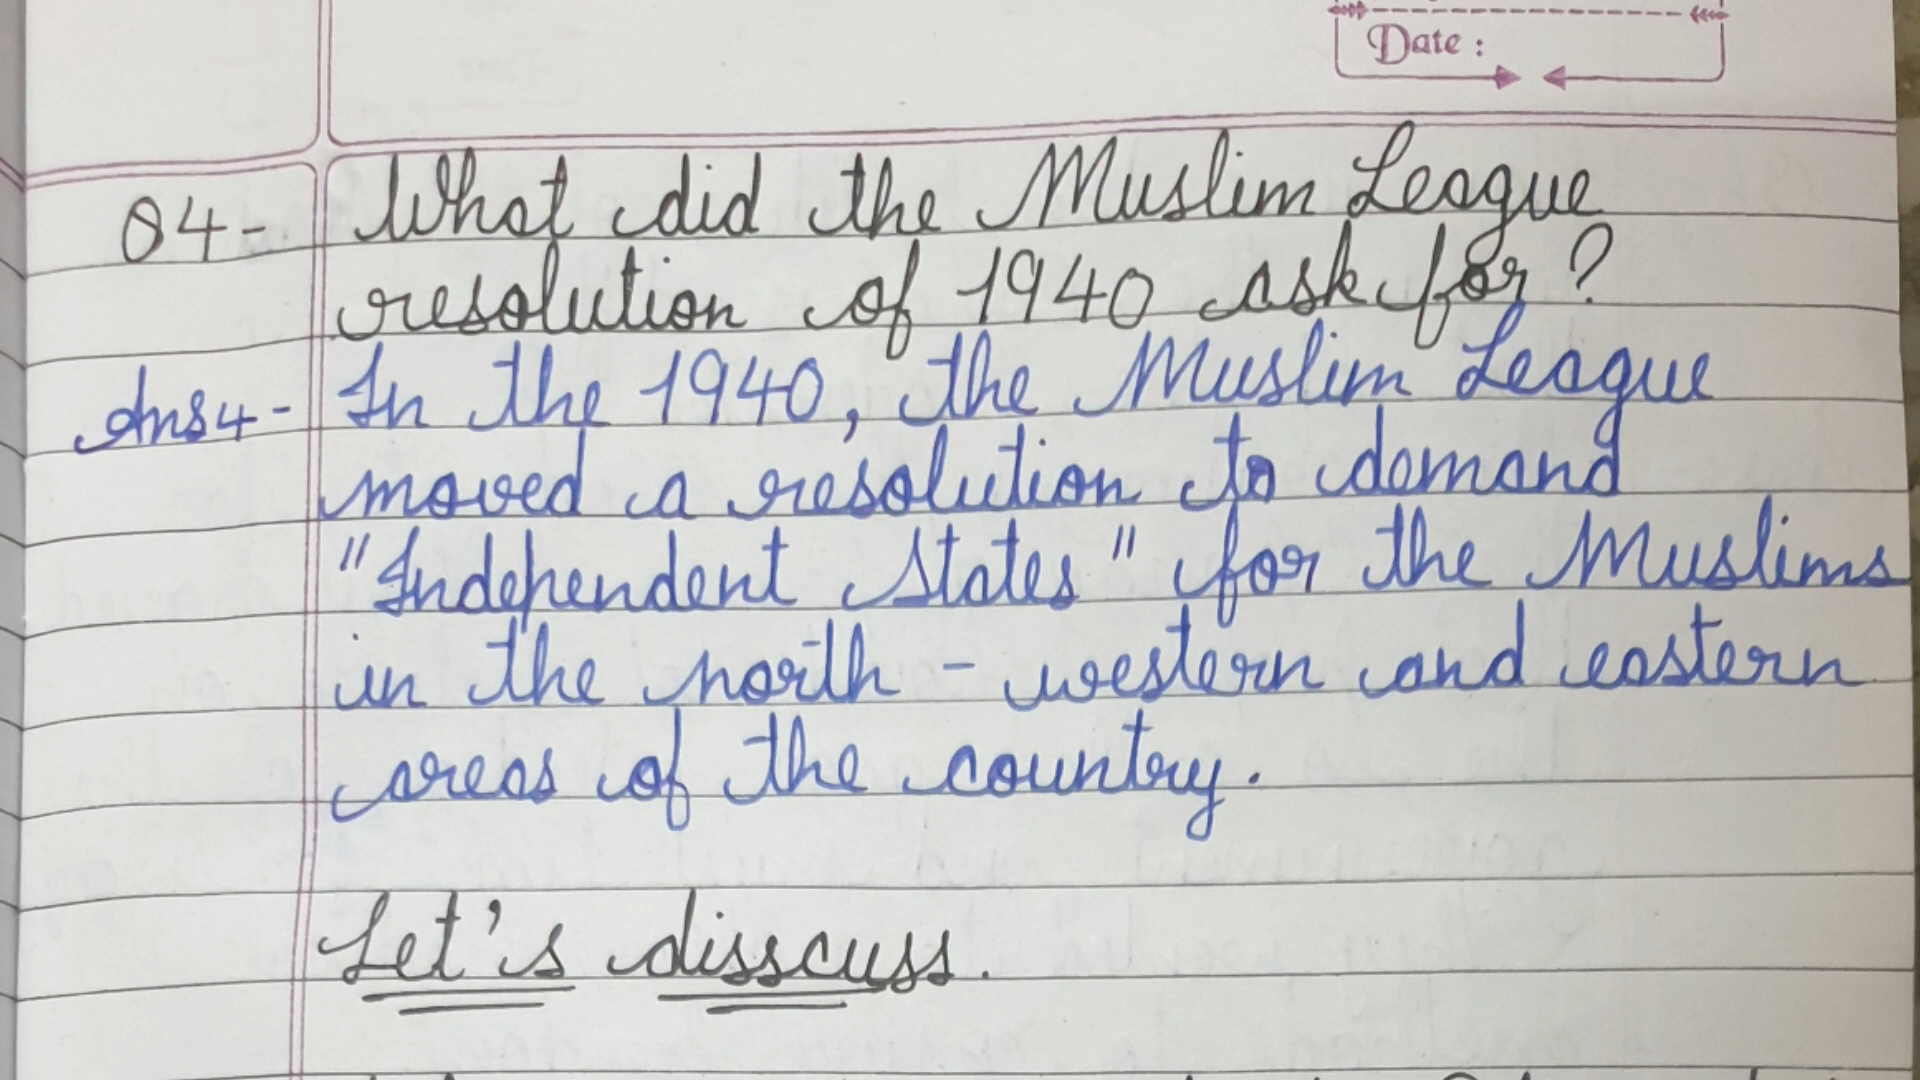 Date :
Q4- What did the Muslim League
resolution of 1940 ask for ?
Ans4- In the 1940, the Muslim League
moved a resolution to demand
"Independent States" for the Muslims
in the north - western and eastern
areas of the country.
Let's disscuss.